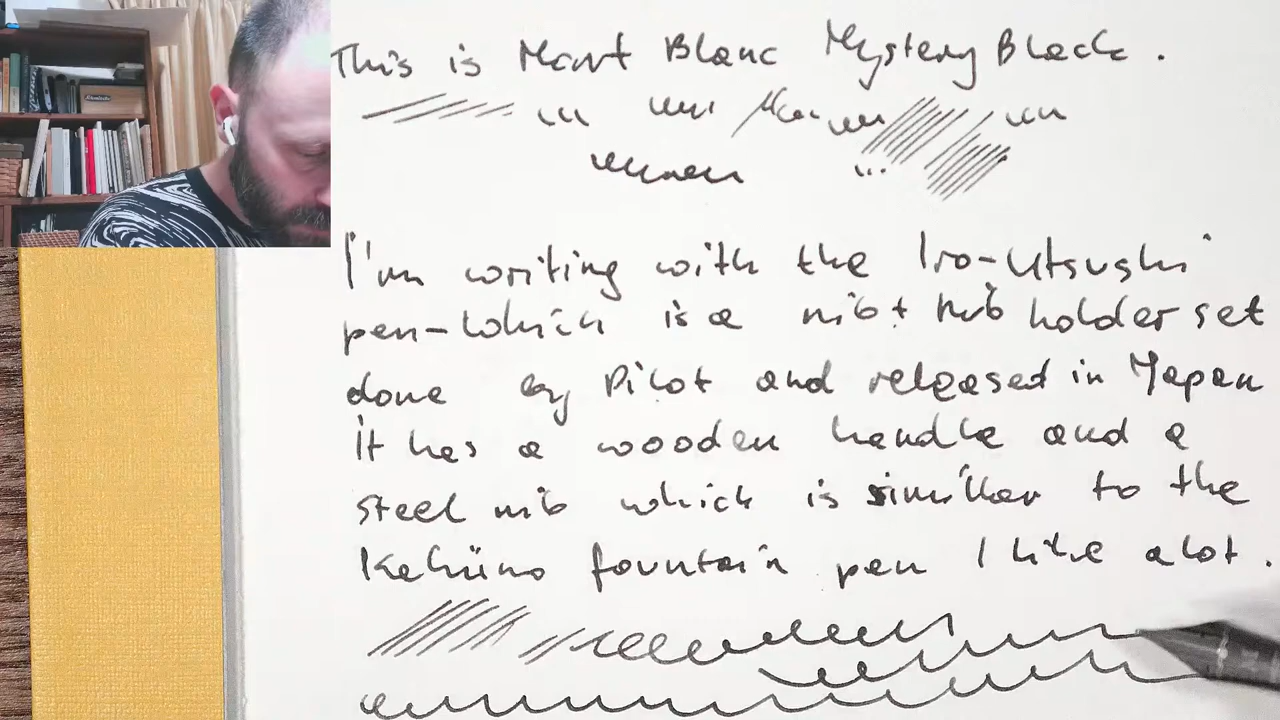 This is Mont Blanc Mystery Black.
I'm writing with the Iro-Utsushi
pen-which is a nib + nib holder set
done by Pilot and released in Japan
It has a wooden handle and a
steel nib which is similar to the
Kaküno fountain pen I like a lot.